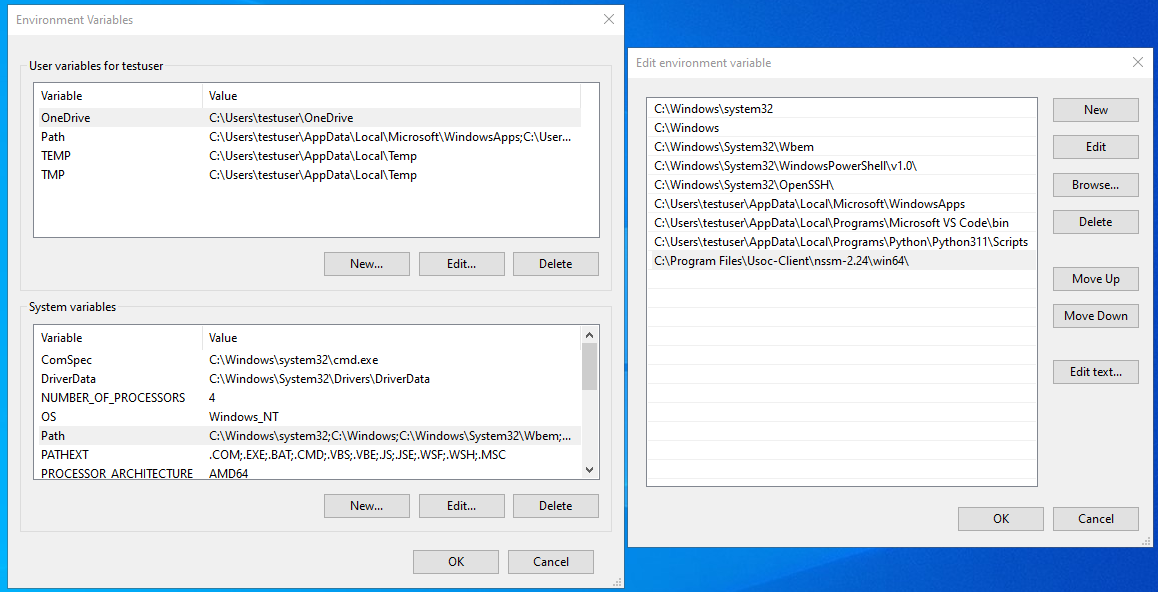 Environment Variables
User variables for testuser
Variable Value
OneDrive C:\Users\testuser\OneDrive
Path C:\Users\testuser\AppData\Local\Microsoft\WindowsApps;C:\User...
TEMP C:\Users\testuser\AppData\Local\Temp
TMP C:\Users\testuser\AppData\Local\Temp
New... Edit... Delete
System variables
Variable Value
ComSpec C:\Windows\system32\cmd.exe
DriverData C:\Windows\System32\Drivers\DriverData
NUMBER_OF_PROCESSORS 4
OS Windows_NT
Path C:\Windows\system32;C:\Windows;C:\Windows\System32\Wbem;...
PATHEXT .COM;.EXE;.BAT;.CMD;.VBS;.VBE;.JS;.JSE;.WSF;.WSH;.MSC
PROCESSOR_ARCHITECTURE AMD64
New... Edit... Delete
OK Cancel
Edit environment variable
C:\Windows\system32
C:\Windows
C:\Windows\System32\Wbem
C:\Windows\System32\WindowsPowerShell\v1.0\
C:\Windows\System32\OpenSSH\
C:\Users\testuser\AppData\Local\Microsoft\WindowsApps
C:\Users\testuser\AppData\Local\Programs\Microsoft VS Code\bin
C:\Users\testuser\AppData\Local\Programs\Python\Python311\Scripts
C:\Program Files\Usoc-Client\nssm-2.24\win64\
New
Edit
Browse...
Delete
Move Up
Move Down
Edit text...
OK Cancel